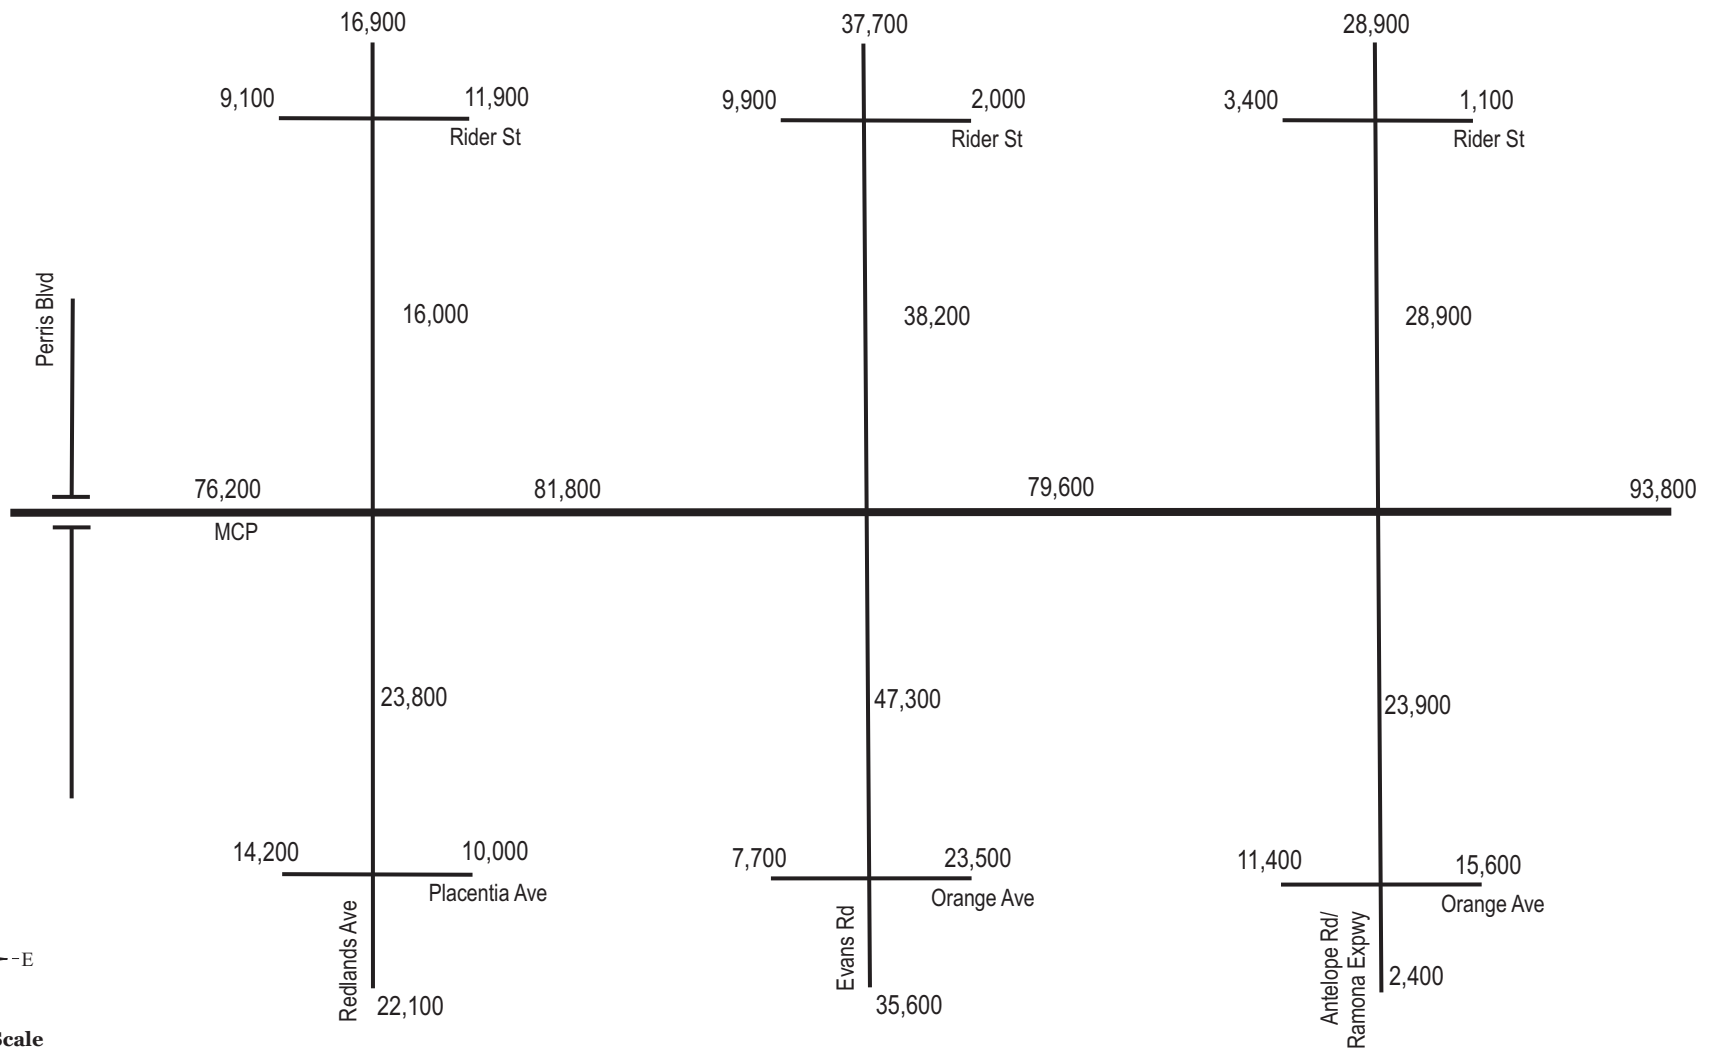 16,900
37,700
28,900
9,100
11,900
9,900
2,000
3,400
1,100
Rider St
Rider St
Rider St
Perris Blvd
16,000
38,200
28,900
76,200
81,800
79,600
93,800
MCP
23,800
47,300
23,900
14,200
10,000
7,700
23,500
11,400
15,600
Placentia Ave
Orange Ave
Orange Ave
Redlands Ave
Evans Rd
Antelope Rd/
Ramona Expwy
E
22,100
35,600
2,400